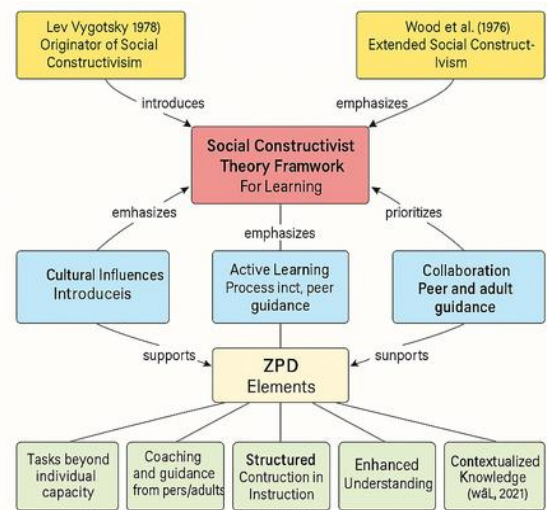 Lev Vygotsky 1978)
Originator of Social
Constructivisim
Wood et al. (1976)
Extended Social Construct-
lvism
introduces
emphasizes
Social Constructivist
Theory Framwork
For Learning
emhasizes
emphasizes
prioritizes
Cultural Influences
Introduceis
Active Learning
Process inct, peer
guidance
Collaboration
Peer and adult
guidance
supports
sunports
ZPD
Elements
Tasks beyond
individual
capacity
Coaching
and guidance
from pers/adults
Structured
Contruction in
Instruction
Enhanced
Understanding
Contextualized
Knowledge
(wâL, 2021)